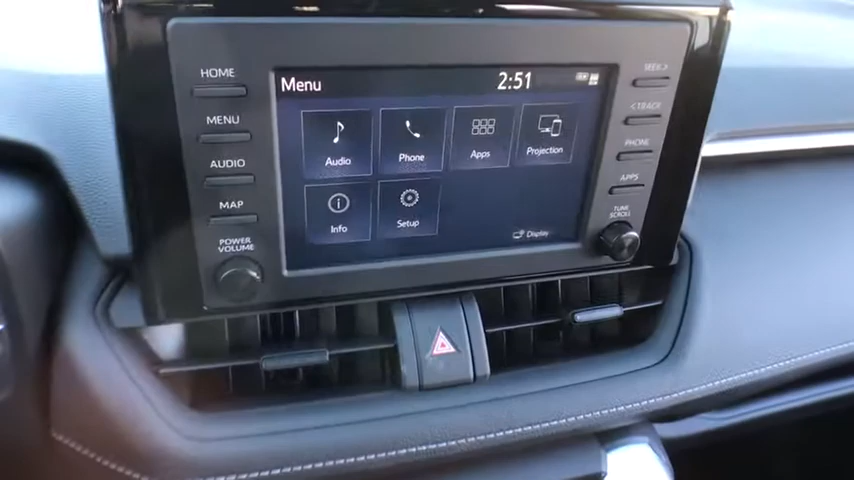 HOME
MENU
AUDIO
MAP
POWER
VOLUME
Menu
2:51
Audio
Phone
Apps
Projection
Info
Setup
Display
SEEK >
< TRACK
PHONE
APPS
TUNE
SCROLL